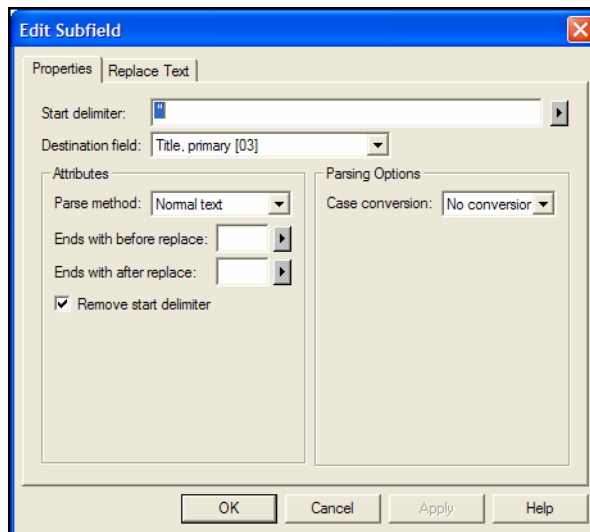 Edit Subfield
Properties Replace Text
Start delimiter: "
Destination field: Title, primary [03]
Attributes Parsing Options
Parse method: Normal text Case conversion: No conversior
Ends with before replace:
Ends with after replace:
Remove start delimiter
OK Cancel Apply Help